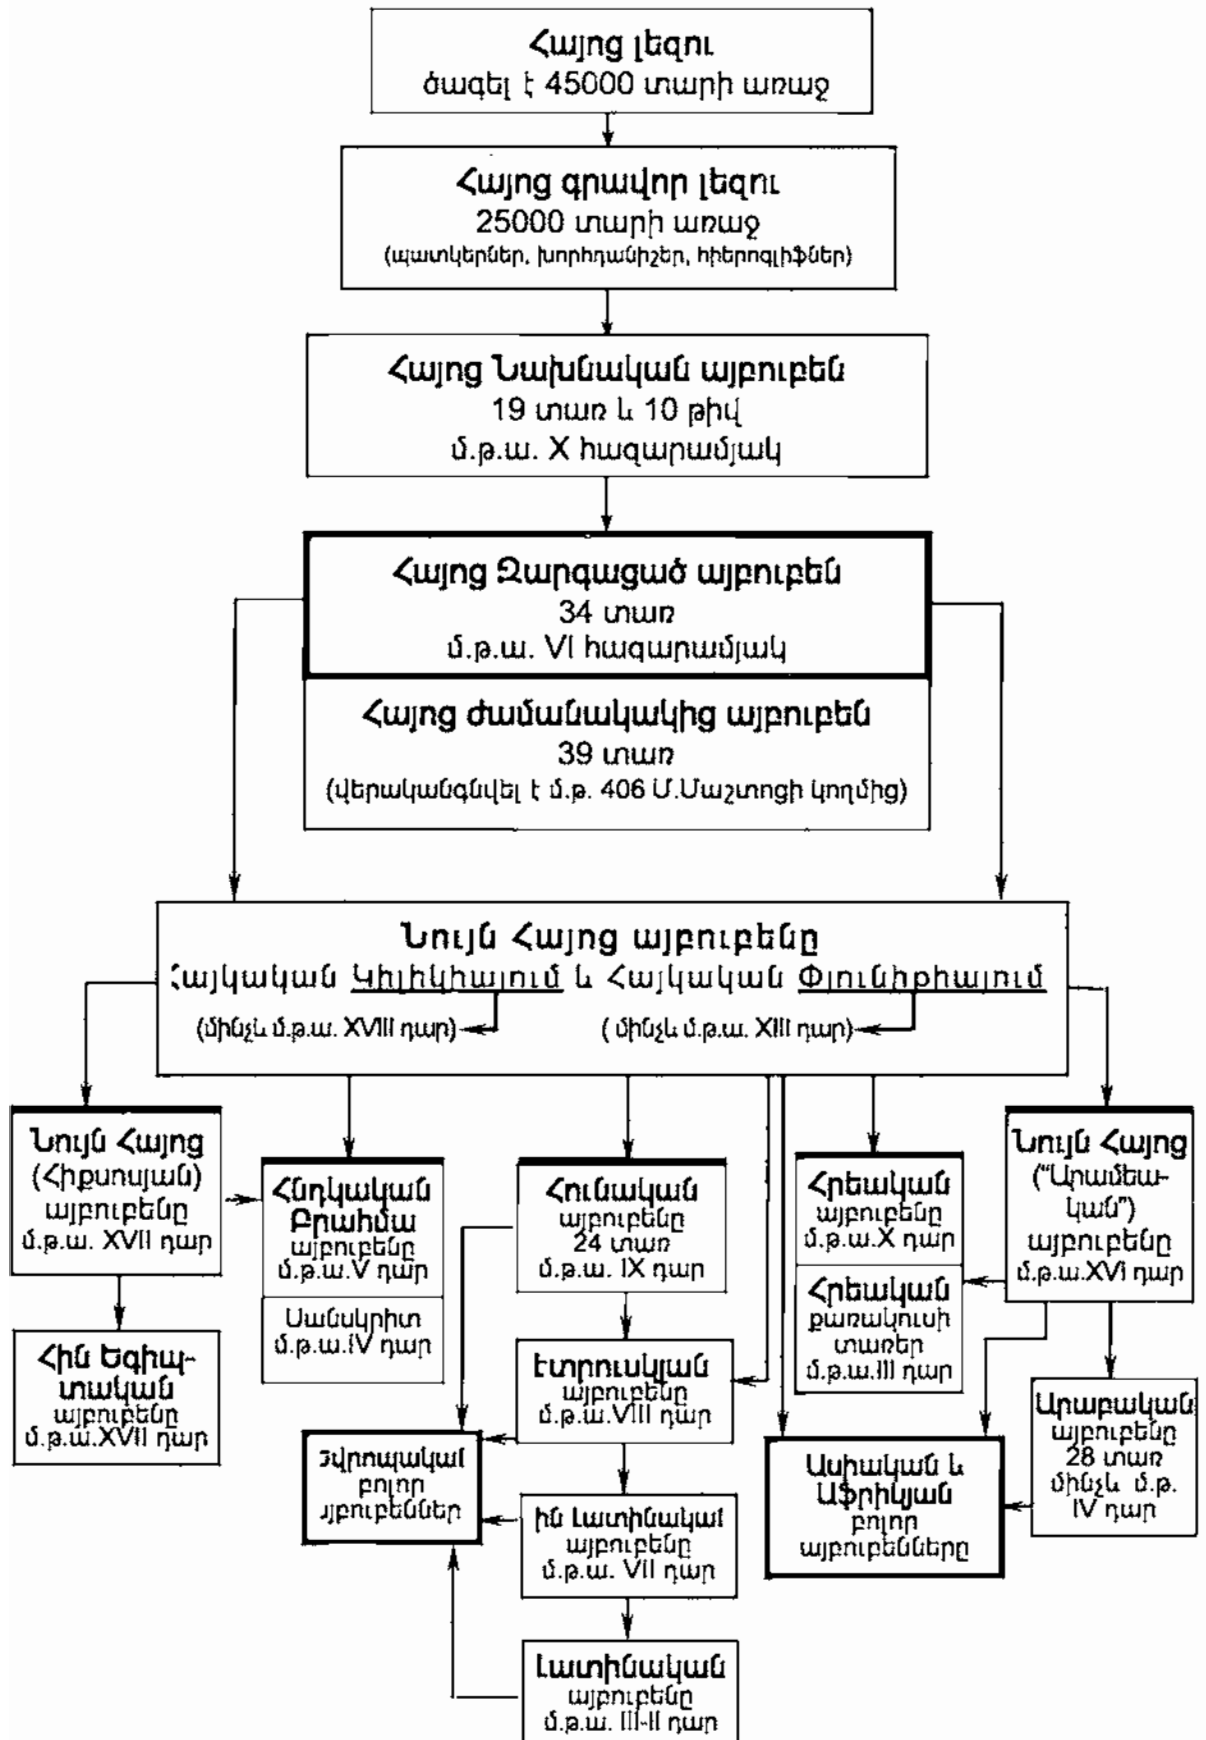 Հայոց լեզու
ծագել է 45000 տարի առաջ
Հայոց գրավոր լեզու
25000 տարի առաջ
(պատկերներ, խորհդանիշեր, հիերոգլիֆներ)
Հայոց Նախնական այբուբեն
19 տառ և 10 թիվ
մ.թ.ա. X հազարամյակ
Հայոց Զարգացած այբուբեն
34 տառ
մ.թ.ա. VI հազարամյակ
Հայոց ժամանակակից այբուբեն
39 տառ
(վերականգնվել է մ.թ. 406 Մ.Մաշտոցի կողմից)
Նույն Հայոց այբուբենը
հայկական Կիլիկիայում և Հայկական Փյունիքիայում
(մինչև մ.թ.ա. XVIII դար)
( մինչև մ.թ.ա. XIII դար)
Նույն Հայոց
(Հիքսոսյան)
այբուբենը
մ.թ.ա. XVII դար
Հին Եգիպ-
տական
այբուբենը
մ.թ.ա.XVII դար
Հնդկական
Բրահմա
այբուբենը
մ.թ.ա.V դար
Սանսկրիտ
մ.թ.ա.IV դար
Հունական
այբուբենը
24 տառ
մ.թ.ա. IX դար
Էտրուսկյան
այբուբենը
մ.թ.ա.VIII դար
ին Լատինակա
այբուբենը
մ.թ.ա. VII դար
Լատինական
այբուբենը
մ.թ.ա. III-II դար
վրոպակա
բոլոր
յբուբեններ
Հրեական
այբուբենը
մ.թ.ա.X դար
Հրեական
քառակուսի
տառեր
մ.թ.ա.III դար
Նույն Հայոց
("Արամեա-
կան")
այբուբենը
մ.թ.ա.XVI դար
Արաբական
այբուբենը
28 տառ
մինչև մ.թ.
IV դար
Ասիական և
Աֆրիկյան
բոլոր
այբուբենները